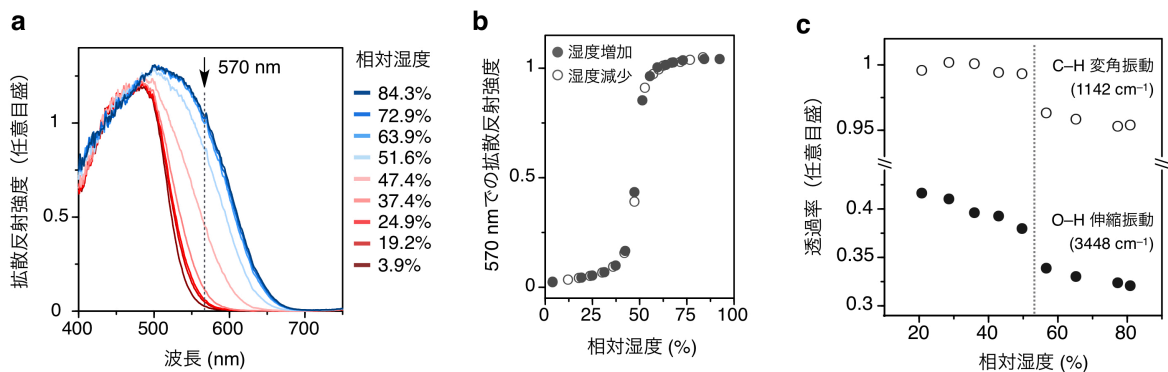 a
拡散反射強度（任意目盛）
1
0.5
0
400
500
600
700
波長 (nm)
570 nm
相対湿度
84.3%
72.9%
63.9%
51.6%
47.4%
37.4%
24.9%
19.2%
3.9%
b
570 nmでの拡散反射強度
1
0.5
0
0
25
50
75
100
相対湿度 (%)
湿度増加
湿度減少
c
透過率（任意目盛）
1
0.95
0.4
0.35
0.3
20
40
60
80
相対湿度 (%)
C–H 変角振動
(1142 cm⁻¹)
O–H 伸縮振動
(3448 cm⁻¹)